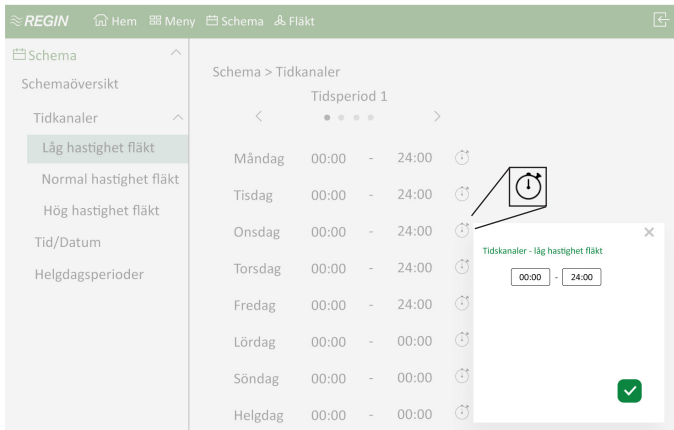 REGIN Hem Meny Schema Fläkt
Schema
Schemaöversikt
Tidkanaler
Låg hastighet fläkt
Normal hastighet fläkt
Hög hastighet fläkt
Tid/Datum
Helgdagsperioder
Schema > Tidkanaler
Tidsperiod 1
< >
Måndag 00:00 - 24:00
Tisdag 00:00 - 24:00
Onsdag 00:00 - 24:00
Torsdag 00:00 - 24:00
Fredag 00:00 - 24:00
Lördag 00:00 - 00:00
Söndag 00:00 - 00:00
Helgdag 00:00 - 00:00
Tidskanaler - låg hastighet fläkt
00:00 - 24:00